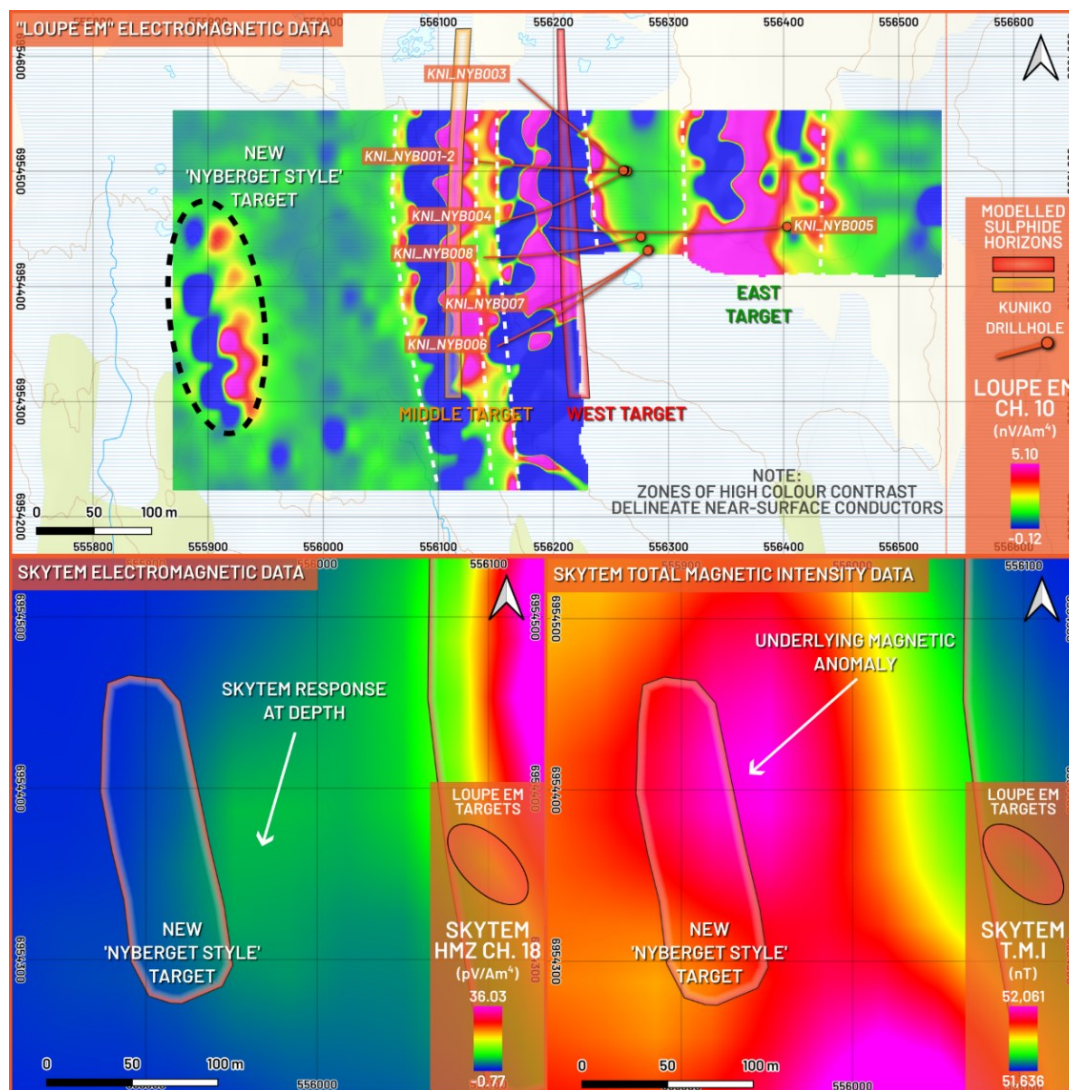 "LOUPE EM" ELECTROMAGNETIC DATA
556100
556200
556300
556400
556500
556600
6954600
KNI_NYB003
NEW
'NYBERGET STYLE'
TARGET
KNI_NYB001-2
6954500
KNI_NYB004
KNI_NYB005
KNI_NYB008
6954400
EAST
TARGET
KNI_NYB007
KNI_NYB006
6954300
MIDDLE TARGET
WEST TARGET
NOTE:
ZONES OF HIGH COLOUR CONTRAST
DELINEATE NEAR-SURFACE CONDUCTORS
6954200
0 50 100 m
555800
555900
556000
556100
556200
556300
556400
556500
556600
MODELLED
SULPHIDE
HORIZONS
KUNIKO
DRILLHOLE
LOUPE EM
CH. 10
(nV/Am⁴)
5.10
-0.12
SKYTEM ELECTROMAGNETIC DATA
556100
6954500
SKYTEM RESPONSE
AT DEPTH
6954400
NEW
'NYBERGET STYLE'
TARGET
6954300
LOUPE EM
TARGETS
SKYTEM
HMZ CH. 18
(pV/Am⁴)
36.03
-0.77
0 50 100 m
556000
SKYTEM TOTAL MAGNETIC INTENSITY DATA
556100
6954500
UNDERLYING MAGNETIC
ANOMALY
6954400
NEW
'NYBERGET STYLE'
TARGET
6954300
LOUPE EM
TARGETS
SKYTEM
T.M.I
(nT)
52,061
51,636
0 50 100 m
556000